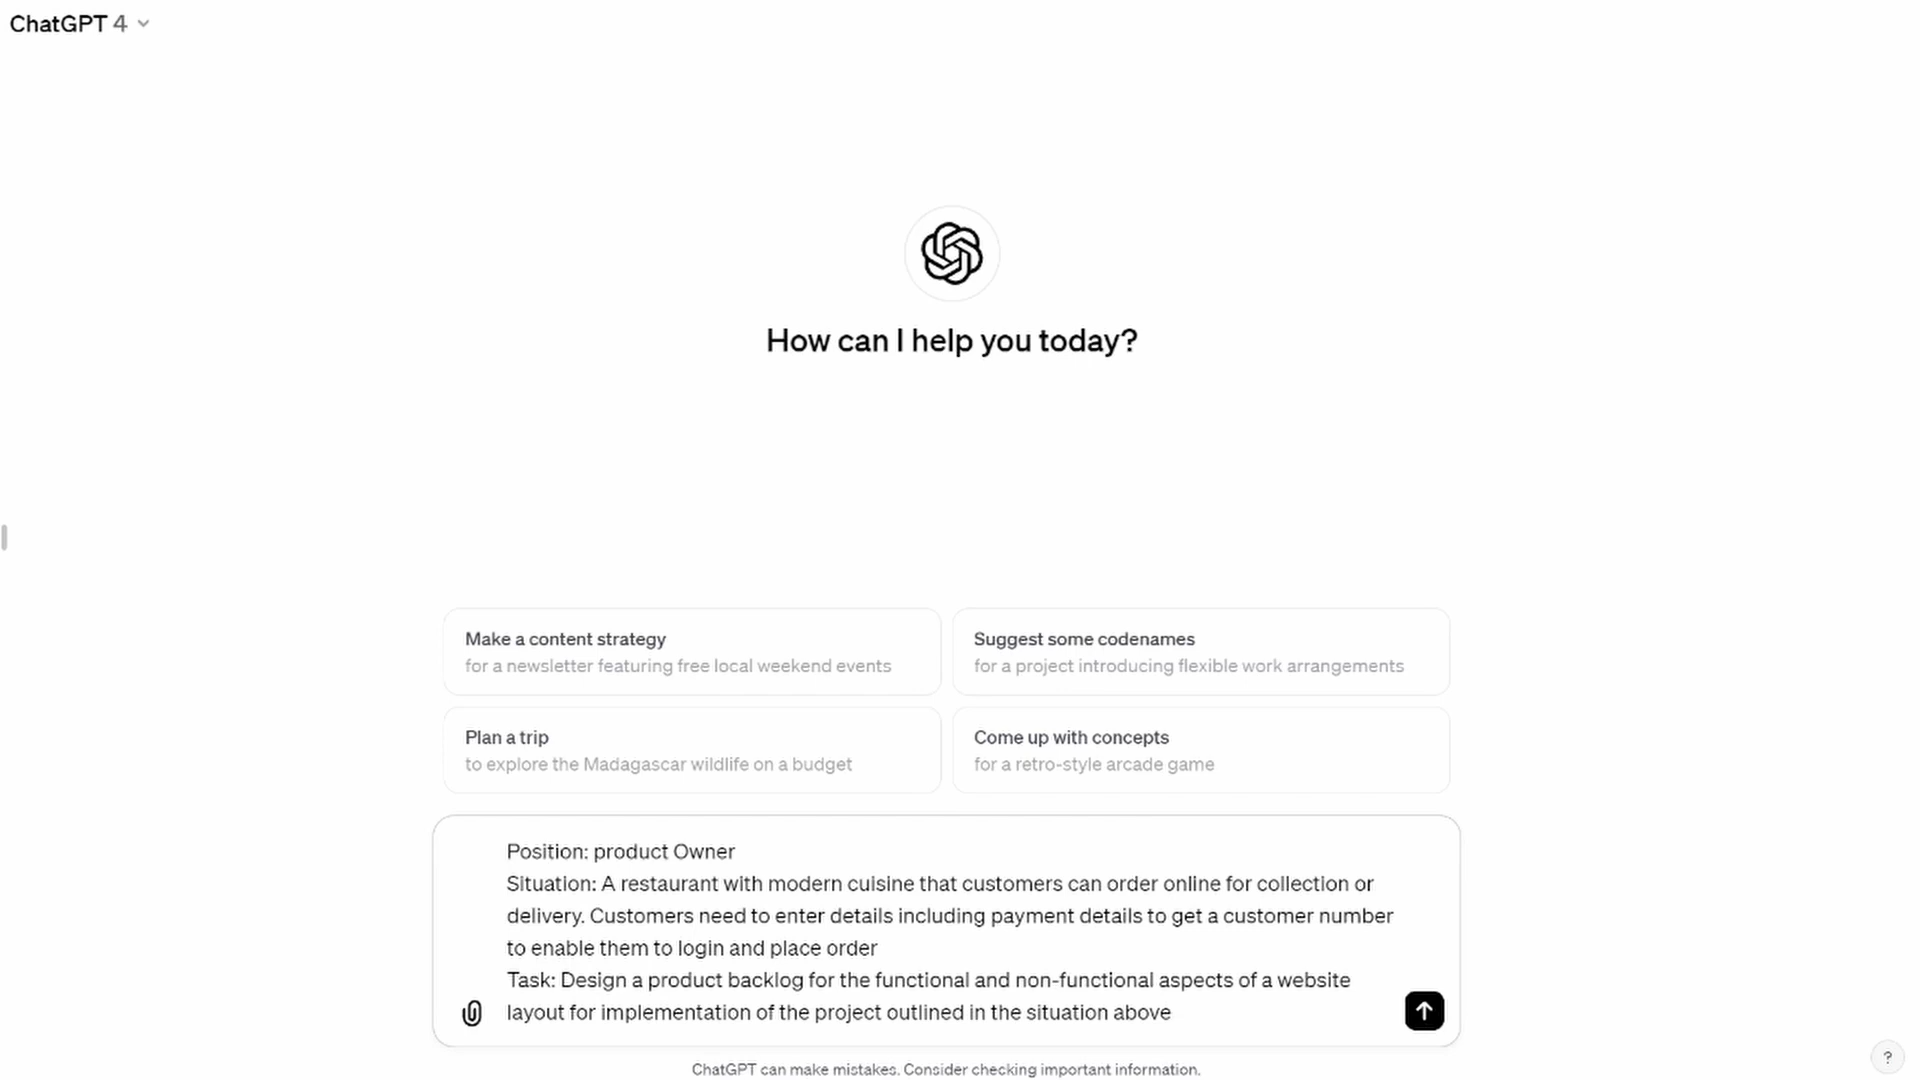 ChatGPT 4
How can I help you today?
Make a content strategy
for a newsletter featuring free local weekend events
Suggest some codenames
for a project introducing flexible work arrangements
Plan a trip
to explore the Madagascar wildlife on a budget
Come up with concepts
for a retro-style arcade game
Position: product Owner
Situation: A restaurant with modern cuisine that customers can order online for collection or
delivery. Customers need to enter details including payment details to get a customer number
to enable them to login and place order
Task: Design a product backlog for the functional and non-functional aspects of a website
layout for implementation of the project outlined in the situation above
ChatGPT can make mistakes. Consider checking important information.
?